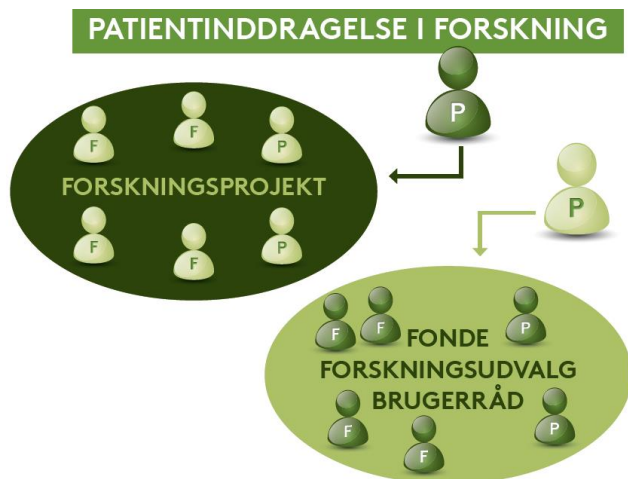 PATIENTINDDRAGELSE I FORSKNING
P
F
F
P
FORSKNINGSPROJEKT
F
F
P
P
F
F
P
FONDE
FORSKNINGSUDVALG
BRUGERRÅD
F
F
P